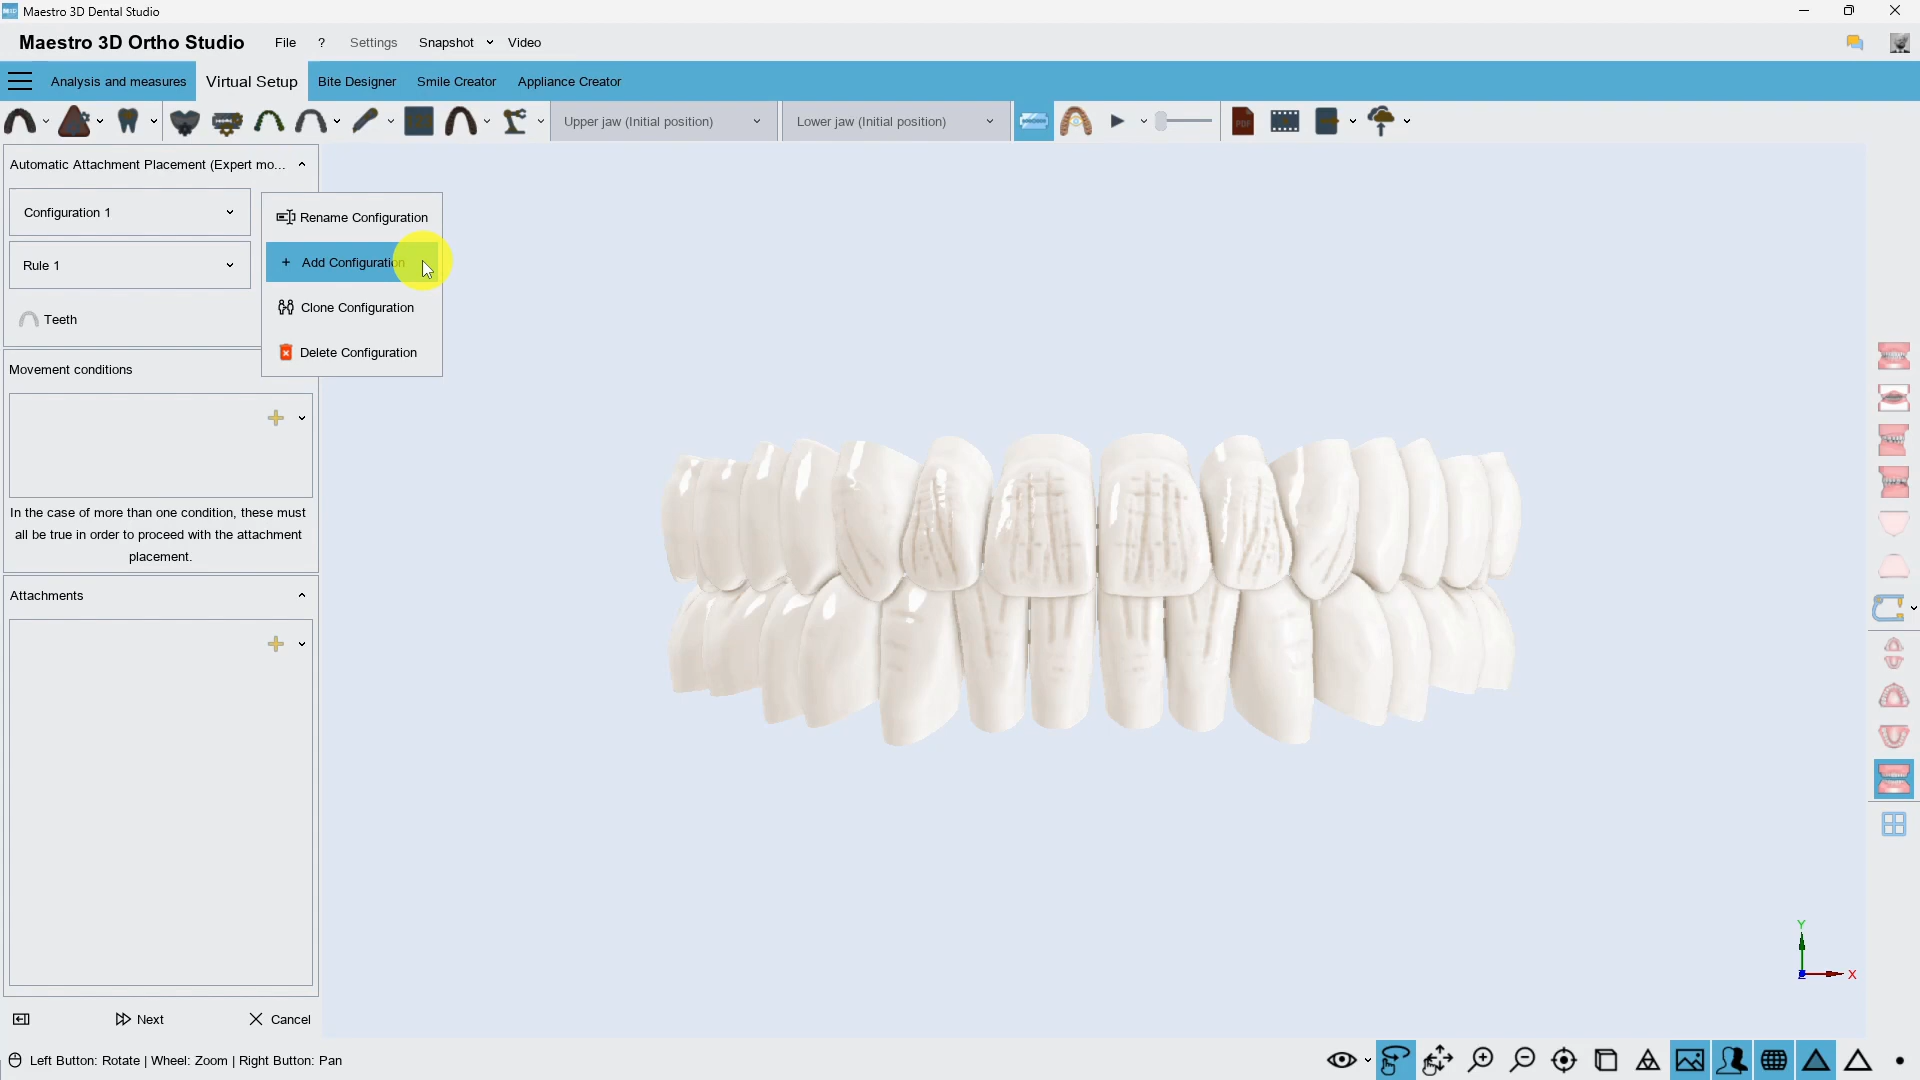 Maestro 3D Dental Studio
Maestro 3D Ortho Studio
File
?
Settings
Snapshot
Video
Analysis and measures
Virtual Setup
Bite Designer
Smile Creator
Appliance Creator
Upper jaw (Initial position)
Lower jaw (Initial position)
PDF
Automatic Attachment Placement (Expert mo...
Configuration 1
Rule 1
Teeth
Rename Configuration
Add Configuration
Clone Configuration
Delete Configuration
Movement conditions
In the case of more than one condition, these must
all be true in order to proceed with the attachment
placement.
Attachments
Y
X
Z
Next
Cancel
Left Button: Rotate | Wheel: Zoom | Right Button: Pan